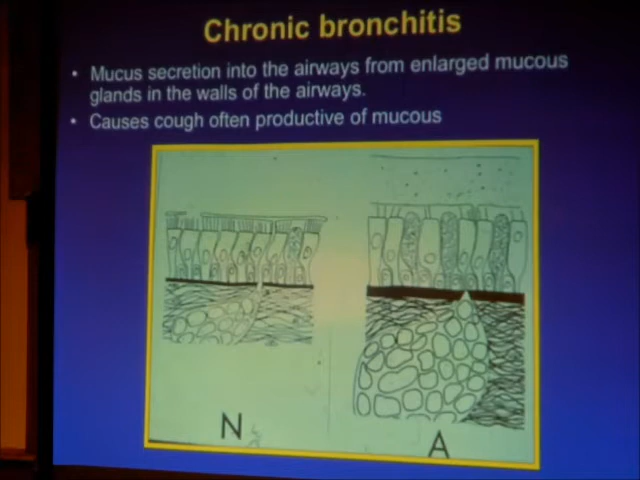 Chronic bronchitis
• Mucus secretion into the airways from enlarged mucous
glands in the walls of the airways.
• Causes cough often productive of mucous
N
A